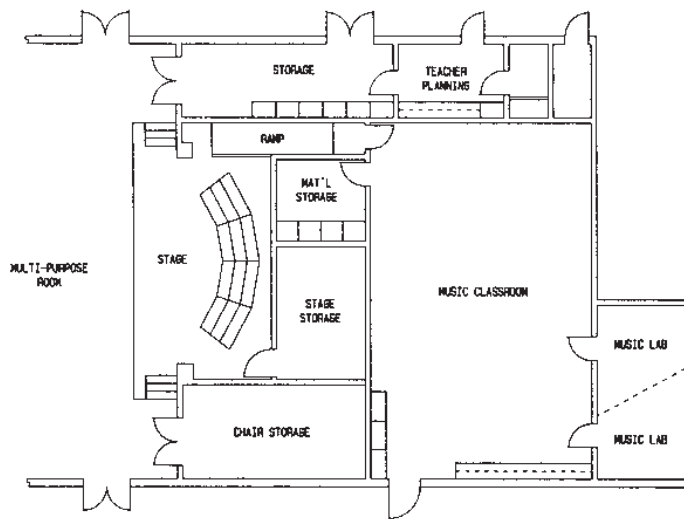 STORAGE
TEACHER
PLANNING
RAMP
MAT'L
STORAGE
MULTI-PURPOSE
ROOM
STAGE
STAGE
STORAGE
MUSIC CLASSROOM
MUSIC LAB
CHAIR STORAGE
MUSIC LAB